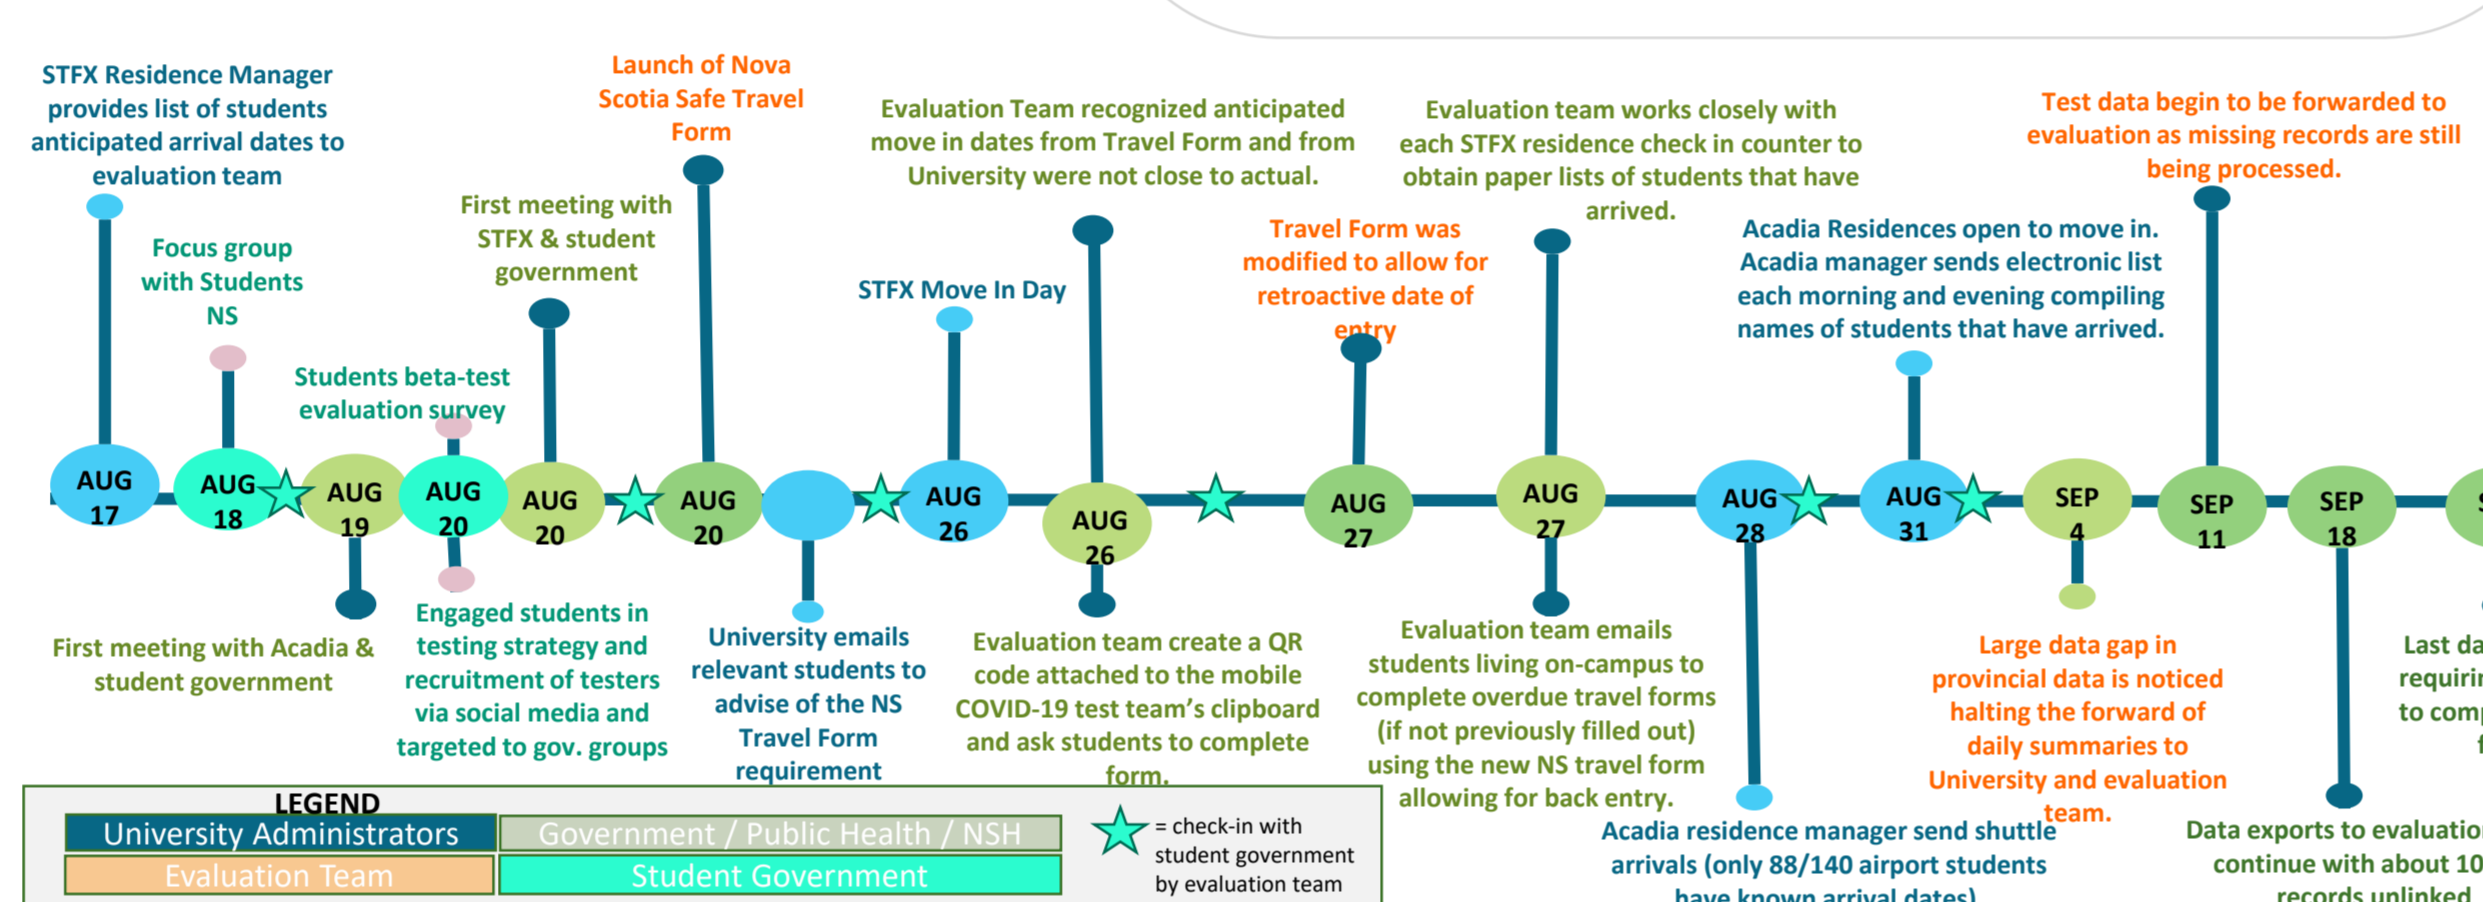 STFX Residence Manager
provides list of students
anticipated arrival dates to
evaluation team
Focus group
with Students
NS
Students beta-test
evaluation survey
First meeting with
STFX & student
government
Launch of Nova
Scotia Safe Travel
Form
STFX Move In Day
Evaluation Team recognized anticipated
move in dates from Travel Form and from
University were not close to actual.
Travel Form was
modified to allow for
retroactive date of
entry
Evaluation team works closely with
each STFX residence check in counter to
obtain paper lists of students that have
arrived.
Acadia Residences open to move in.
Acadia manager sends electronic list
each morning and evening compiling
names of students that have arrived.
Test data begin to be forwarded to
evaluation as missing records are still
being processed.
AUG
17
AUG
18
AUG
19
AUG
20
AUG
20
AUG
20
AUG
26
AUG
26
AUG
27
AUG
27
AUG
28
AUG
31
SEP
4
SEP
11
SEP
18
First meeting with Acadia &
student government
Engaged students in
testing strategy and
recruitment of testers
via social media and
targeted to gov. groups
University emails
relevant students to
advise of the NS
Travel Form
requirement
Evaluation team create a QR
code attached to the mobile
COVID-19 test team's clipboard
and ask students to complete
form.
Evaluation team emails
students living on-campus to
complete overdue travel forms
(if not previously filled out)
using the new NS travel form
allowing for back entry.
Acadia residence manager send shuttle
arrivals (only 88/140 airport students
have known arrival dates)
Large data gap in
provincial data is noticed
halting the forward of
daily summaries to
University and evaluation
team.
Data exports to
continue with about
records unlinked
Last
to
LEGEND
University Administrators
Government / Public Health / NSH
Evaluation Team
Student Government
= check-in with
student government
by evaluation team